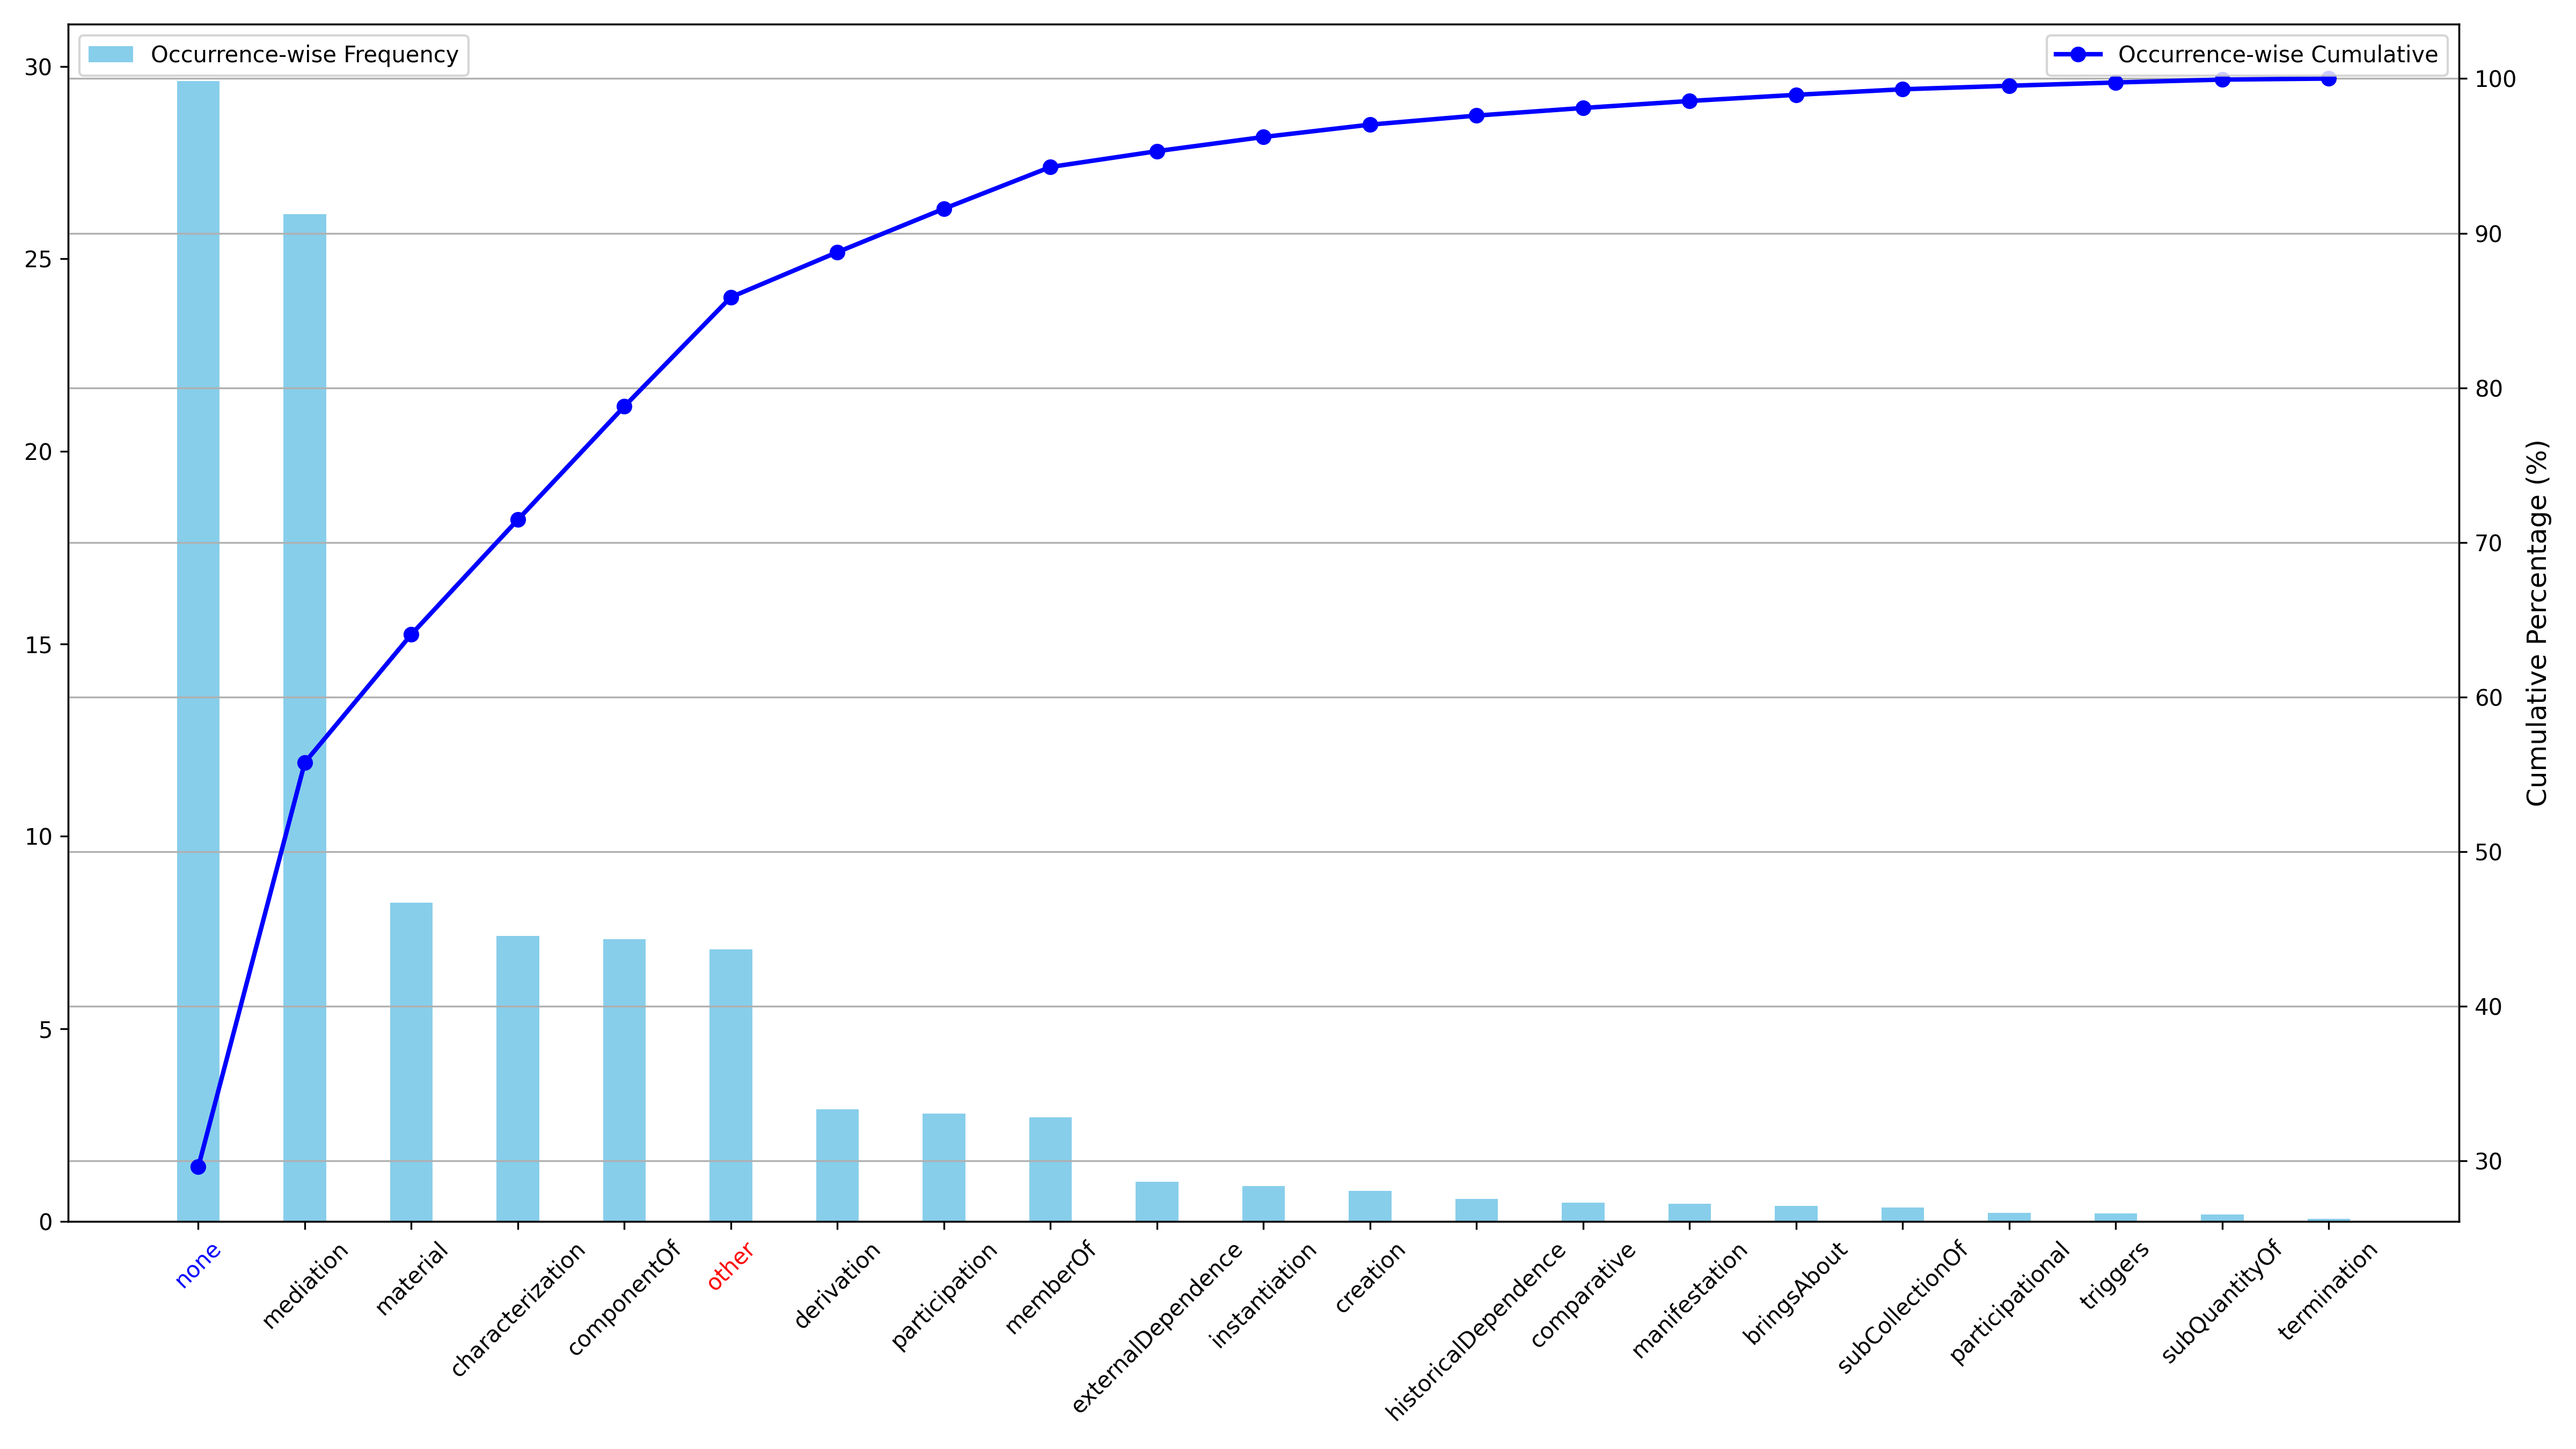 Occurrence-wise Frequency
Occurrence-wise Cumulative
30
25
20
15
10
5
0
100
90
80
70
60
50
40
30
Cumulative Percentage (%)
none
mediation
material
characterization
componentOf
other
derivation
participation
memberOf
externalDependence
instantiation
creation
historicalDependence
comparative
manifestation
bringsAbout
subCollectionOf
participational
triggers
subQuantityOf
termination